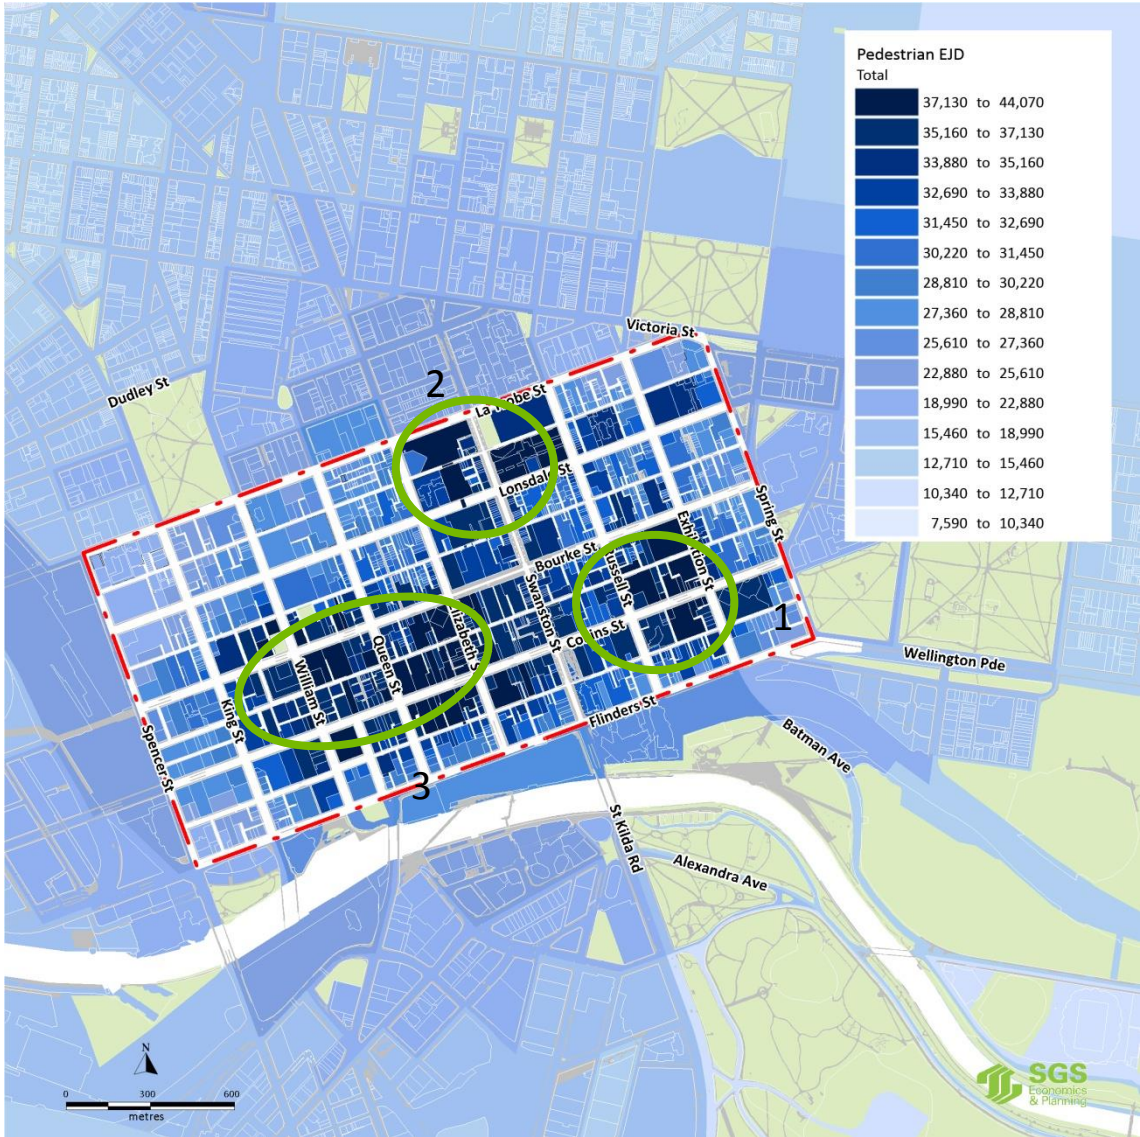 Pedestrian EJD
Total
37,130 to 44,070
35,160 to 37,130
33,880 to 35,160
32,690 to 33,880
31,450 to 32,690
30,220 to 31,450
28,810 to 30,220
27,360 to 28,810
25,610 to 27,360
22,880 to 25,610
18,990 to 22,880
15,460 to 18,990
12,710 to 15,460
10,340 to 12,710
7,590 to 10,340
Victoria St
Dudley St
2
La Trobe St
Lonsdale St
Spring St
Exhibition St
Bourke St
Russell St
Swanston St
Elizabeth S
Collins St
1
Queen St
Wellington Pde
William St
King St
Flinders St
Spencer St
Batman Ave
3
St Kilda Rd
Alexandra Ave
N
0 300 600
metres
SGS
Economics
& Planning